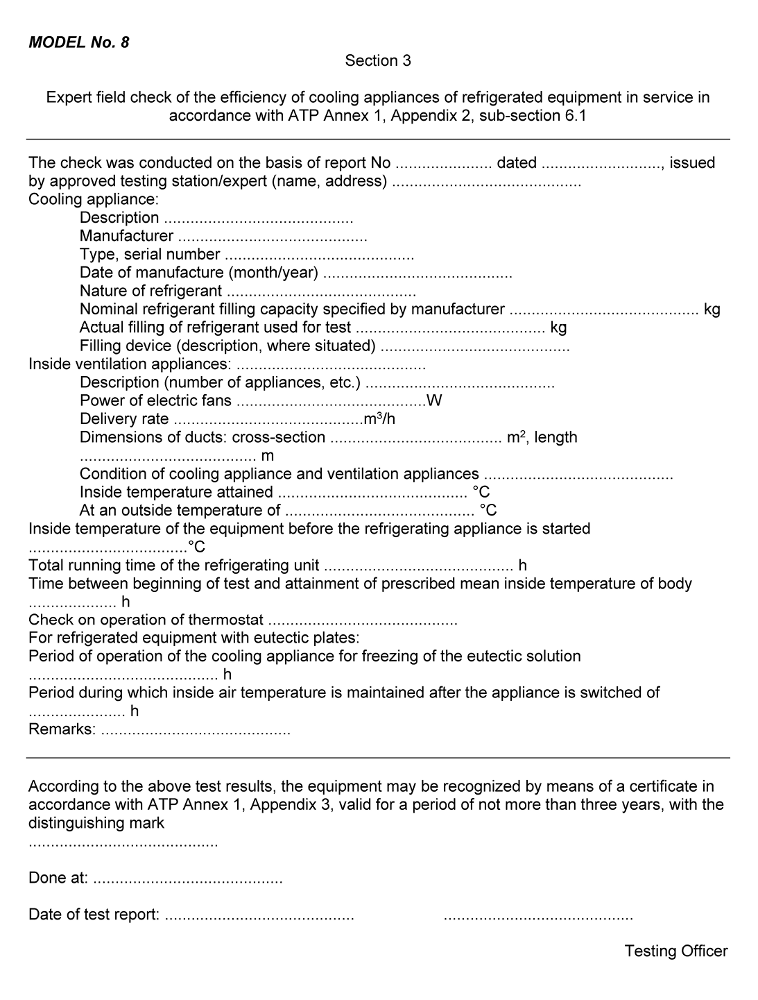 MODEL No. 8
Section 3
Expert field check of the efficiency of cooling appliances of refrigerated equipment in service in
accordance with ATP Annex 1, Appendix 2, sub-section 6.1
The check was conducted on the basis of report No ...................... dated ..........................., issued
by approved testing station/expert (name, address) ...........................................
Cooling appliance:
Description ...........................................
Manufacturer ...........................................
Type, serial number ...........................................
Date of manufacture (month/year) ...........................................
Nature of refrigerant ...........................................
Nominal refrigerant filling capacity specified by manufacturer ........................................... kg
Actual filling of refrigerant used for test ........................................... kg
Filling device (description, where situated) ...........................................
Inside ventilation appliances: ...........................................
Description (number of appliances, etc.) ...........................................
Power of electric fans ...........................................W
Delivery rate ...........................................m³/h
Dimensions of ducts: cross-section ....................................... m², length
........................................ m
Condition of cooling appliance and ventilation appliances ...........................................
Inside temperature attained ........................................... °C
At an outside temperature of ........................................... °C
Inside temperature of the equipment before the refrigerating appliance is started
....................................°C
Total running time of the refrigerating unit ........................................... h
Time between beginning of test and attainment of prescribed mean inside temperature of body
.................... h
Check on operation of thermostat ...........................................
For refrigerated equipment with eutectic plates:
Period of operation of the cooling appliance for freezing of the eutectic solution
........................................... h
Period during which inside air temperature is maintained after the appliance is switched of
...................... h
Remarks: ...........................................
According to the above test results, the equipment may be recognized by means of a certificate in
accordance with ATP Annex 1, Appendix 3, valid for a period of not more than three years, with the
distinguishing mark
...........................................
Done at: ...........................................
Date of test report: ........................................... ...........................................
Testing Officer